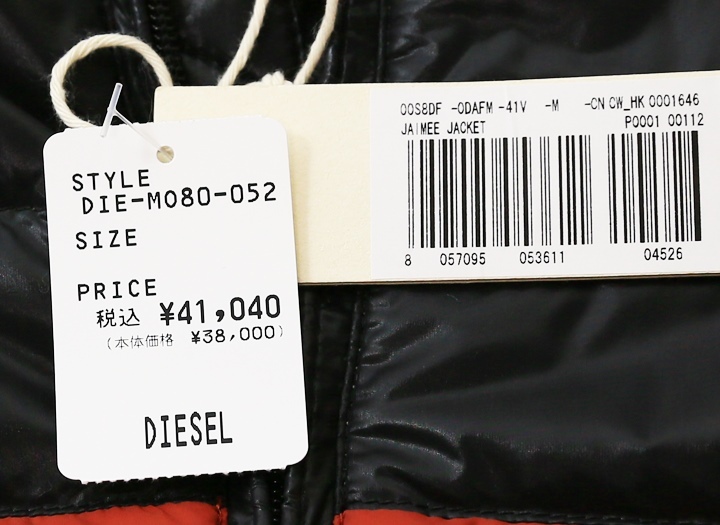 STYLE
DIE-M080-052
SIZE
PRICE
税込 ¥41,040
(本体価格 ¥38,000)
DIESEL
00S8DF -0DAFM -41V -M -CN CW_HK 0001646
JAIMEE JACKET P0001 00112
8 057095 053611 04526